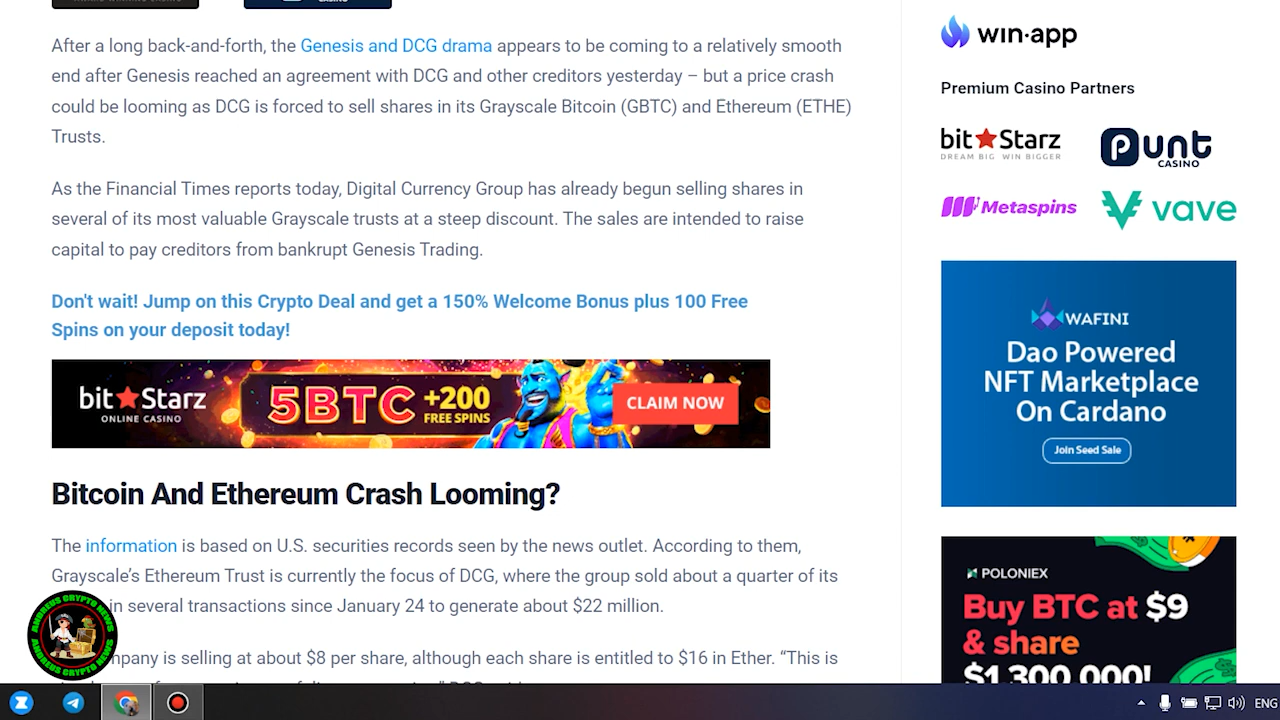 CASINO
After a long back-and-forth, the Genesis and DCG drama appears to be coming to a relatively smooth
end after Genesis reached an agreement with DCG and other creditors yesterday – but a price crash
could be looming as DCG is forced to sell shares in its Grayscale Bitcoin (GBTC) and Ethereum (ETHE)
Trusts.
As the Financial Times reports today, Digital Currency Group has already begun selling shares in
several of its most valuable Grayscale trusts at a steep discount. The sales are intended to raise
capital to pay creditors from bankrupt Genesis Trading.
Don't wait! Jump on this Crypto Deal and get a 150% Welcome Bonus plus 100 Free
Spins on your deposit today!
bitStarz
ONLINE CASINO
5BTC
+200
FREE SPINS
CLAIM NOW
Bitcoin And Ethereum Crash Looming?
The information is based on U.S. securities records seen by the news outlet. According to them,
Grayscale's Ethereum Trust is currently the focus of DCG, where the group sold about a quarter of its
in several transactions since January 24 to generate about $22 million.
mpany is selling at about $8 per share, although each share is entitled to $16 in Ether. “This is
ANDREUS CRYPTO NEWS
ANDREUS CRYPTO NEWS
win·app
Premium Casino Partners
bitStarz
DREAM BIG WIN BIGGER
Punt
CASINO
Metaspins
vave
WAFINI
Dao Powered
NFT Marketplace
On Cardano
Join Seed Sale
POLONIEX
Buy BTC at $9
& share
$1,300,000!
ENG